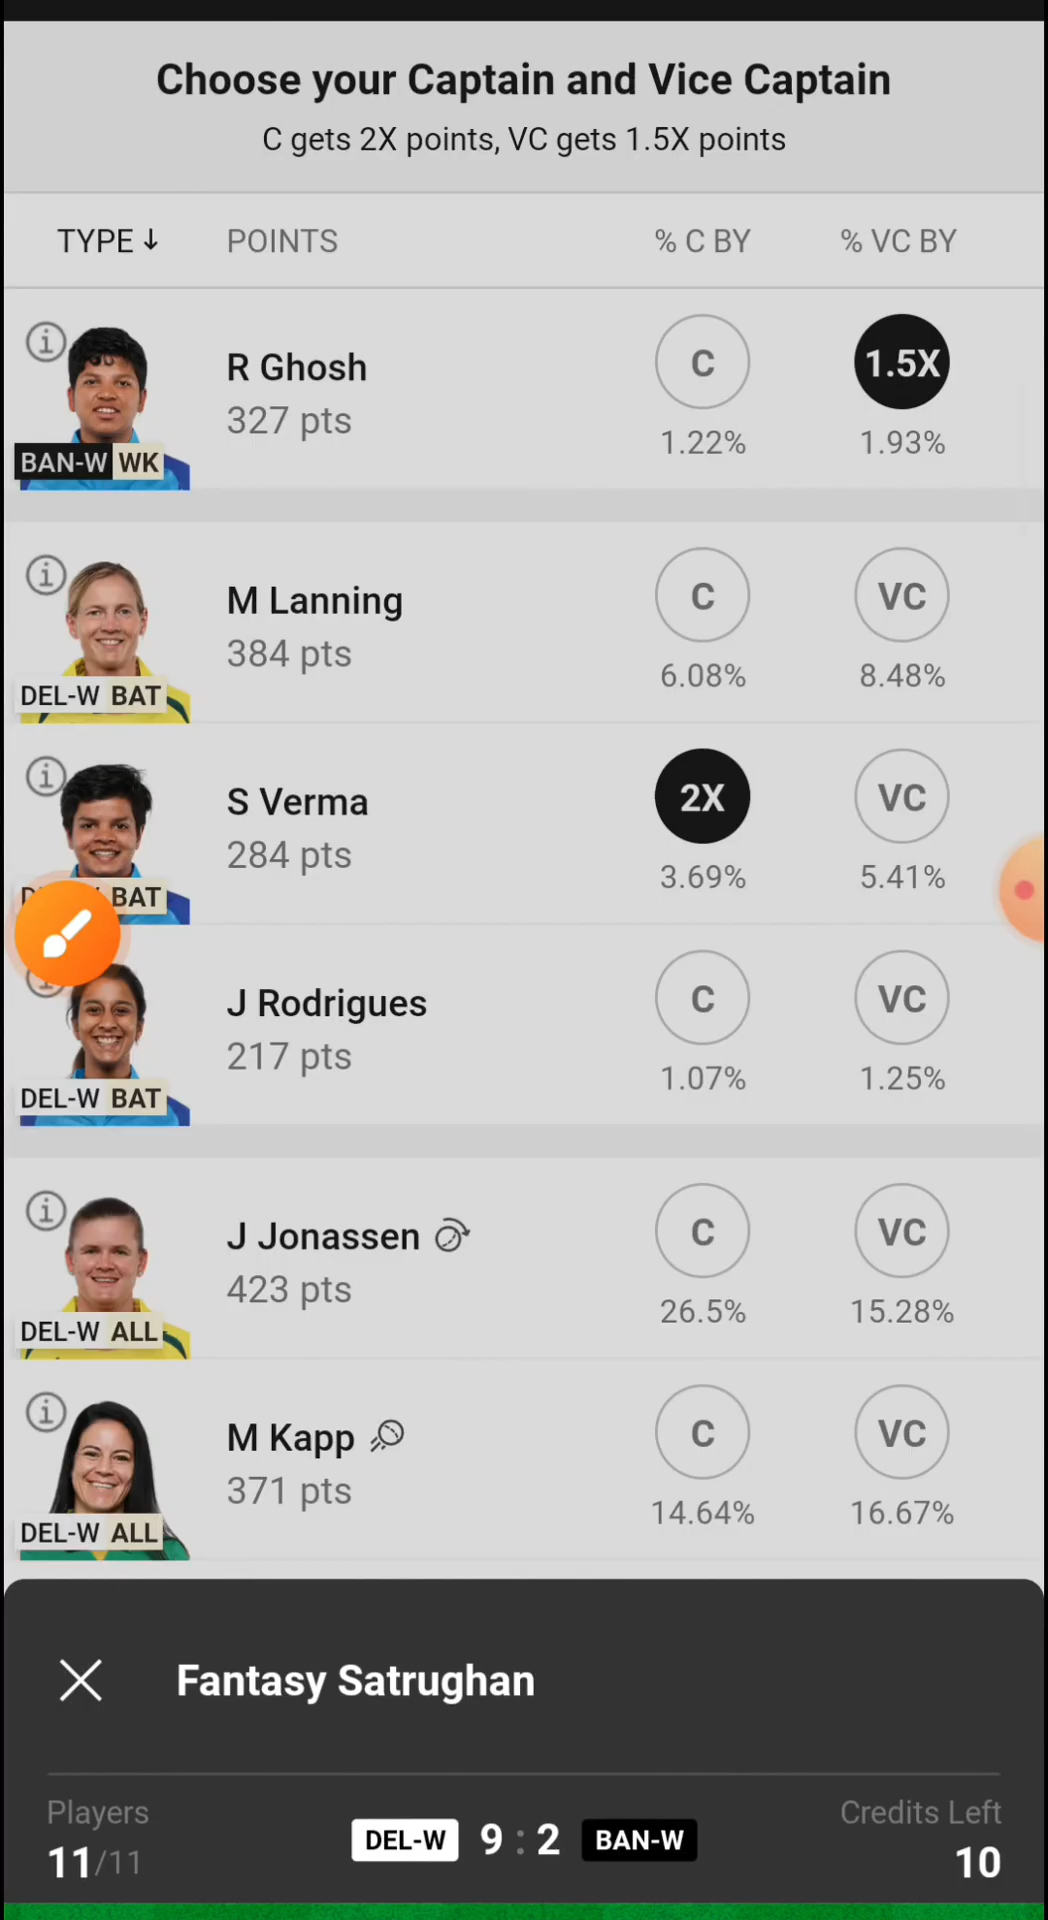 Choose your Captain and Vice Captain
C gets 2X points, VC gets 1.5X points
TYPE↓ POINTS % C BY % VC BY
R Ghosh C 1.5X
327 pts 1.22% 1.93%
BAN-W WK
M Lanning C VC
384 pts 6.08% 8.48%
DEL-W BAT
S Verma 2X VC
284 pts 3.69% 5.41%
BAT
J Rodrigues C VC
217 pts 1.07% 1.25%
DEL-W BAT
J Jonassen C VC
423 pts 26.5% 15.28%
DEL-W ALL
M Kapp C VC
371 pts 14.64% 16.67%
DEL-W ALL
Fantasy Satrughan
Players Credits Left
11/11 DEL-W 9 : 2 BAN-W 10